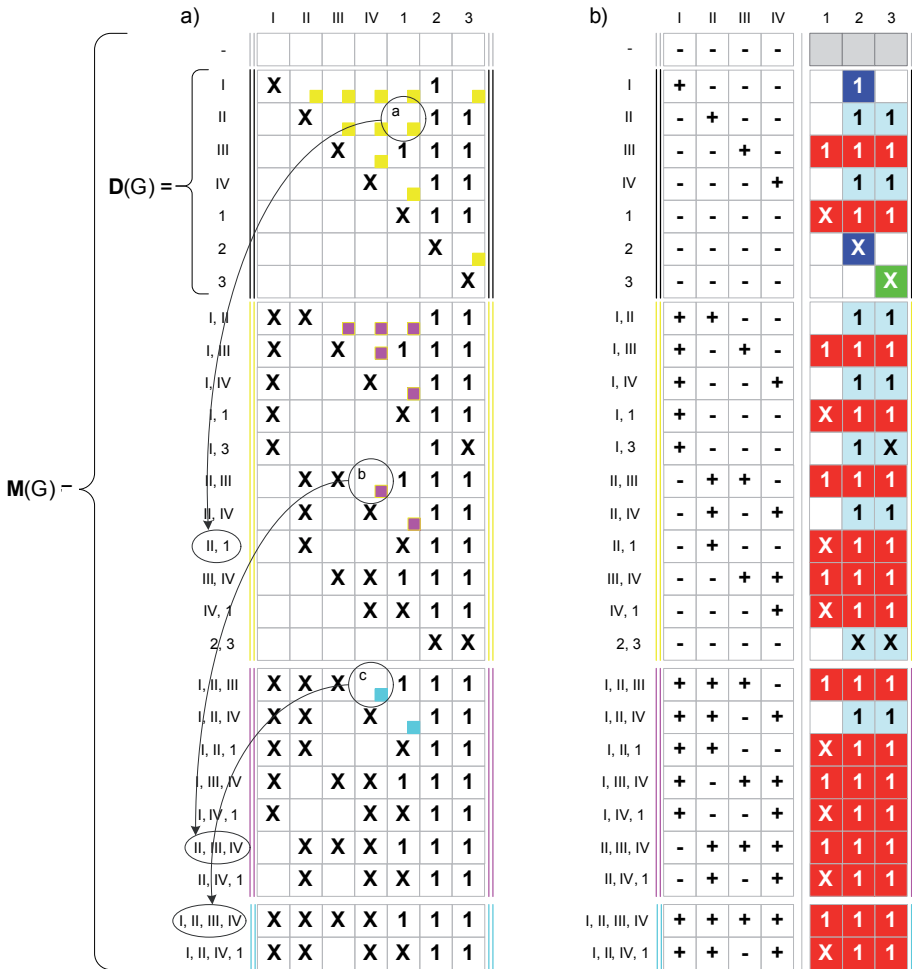 a) I II III IV 1 2 3 b) I II III IV 1 2 3
- - - - -
I X 1 + - - - 1
II X a 1 1 - + - - 1 1
III X 1 1 1 - - + - 1 1 1
D(G) =
IV X 1 1 - - - + 1 1
1 X 1 1 - - - - X 1 1
2 X - - - - X
3 X - - - - X
I, II X X 1 1 I, II + + - - 1 1
I, III X X 1 1 1 I, III + - + - 1 1 1
I, IV X X 1 1 I, IV + - - + 1 1
I, 1 X X 1 1 I, 1 + - - - X 1 1
I, 3 X 1 X I, 3 + - - - 1 X
II, III X X b 1 1 1 II, III - + + - 1 1 1
M(G) –
II, IV X X 1 1 II, IV - + - + 1 1
II, 1 X X 1 1 II, 1 - + - - X 1 1
III, IV X X 1 1 1 III, IV - - + + 1 1 1
IV, 1 X X 1 1 IV, 1 - - - + X 1 1
2, 3 X X 2, 3 - - - - X X
I, II, III X X X c 1 1 1 I, II, III + + + - 1 1 1
I, II, IV X X X 1 1 I, II, IV + + - + 1 1
I, II, 1 X X X 1 1 I, II, 1 + + - - X 1 1
I, III, IV X X X 1 1 1 I, III, IV + - + + 1 1 1
I, IV, 1 X X X 1 1 I, IV, 1 + - - + X 1 1
II, III, IV X X X 1 1 1 II, III, IV - + + + 1 1 1
II, IV, 1 X X X 1 1 II, IV, 1 - + - + X 1 1
I, II, III, IV X X X X 1 1 1 I, II, III, IV + + + + 1 1 1
I, II, IV, 1 X X X X 1 1 I, II, IV, 1 + + - + X 1 1